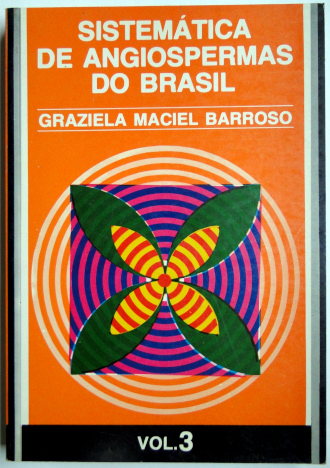 SISTEMÁTICA
DE ANGIOSPERMAS
DO BRASIL
GRAZIELA MACIEL BARROSO
VOL.3